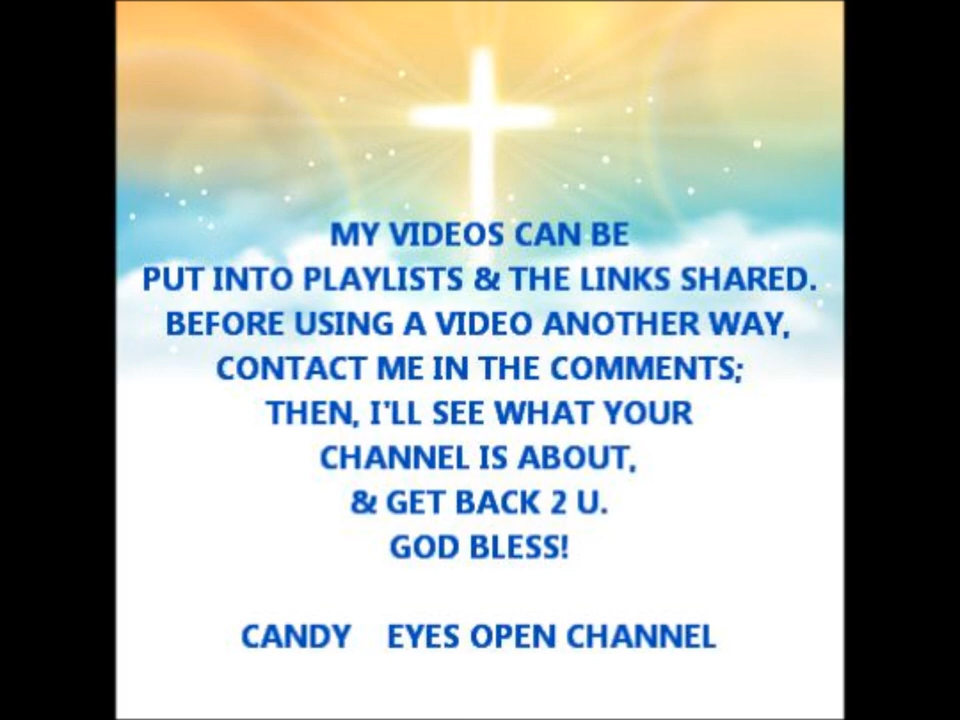 MY VIDEOS CAN BE
PUT INTO PLAYLISTS & THE LINKS SHARED.
BEFORE USING A VIDEO ANOTHER WAY,
CONTACT ME IN THE COMMENTS;
THEN, I'LL SEE WHAT YOUR
CHANNEL IS ABOUT,
& GET BACK 2 U.
GOD BLESS!
CANDY EYES OPEN CHANNEL